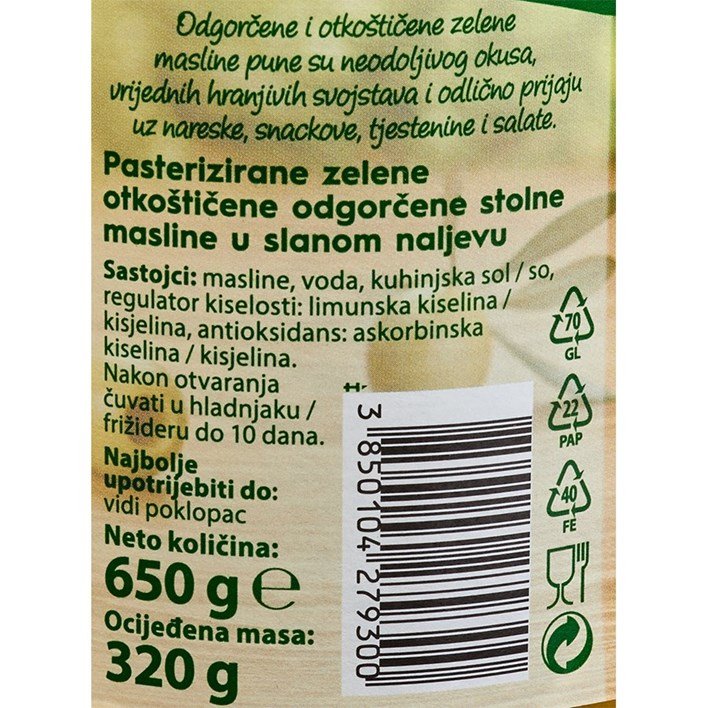 Odgorčene i otkoštičene zelene
masline pune su neodoljivog okusa,
vrijednih hranjivih svojstava i odlično prijaju
uz nareske, snackove, tjestenine i salate.
Pasterizirane zelene
otkoštičene odgorčene stolne
masline u slanom naljevu
Sastojci: masline, voda, kuhinjska sol / so,
regulator kiselosti: limunska kiselina /
kisjelina, antioksidans: askorbinska
kiselina / kisjelina.
Nakon otvaranja
čuvati u hladnjaku /
frižideru do 10 dana.
Najbolje
upotrijebiti do:
vidi poklopac
Neto količina:
650 g e
Ocijeđena masa:
320 g
3 850104 279300
70
GL
22
PAP
40
FE